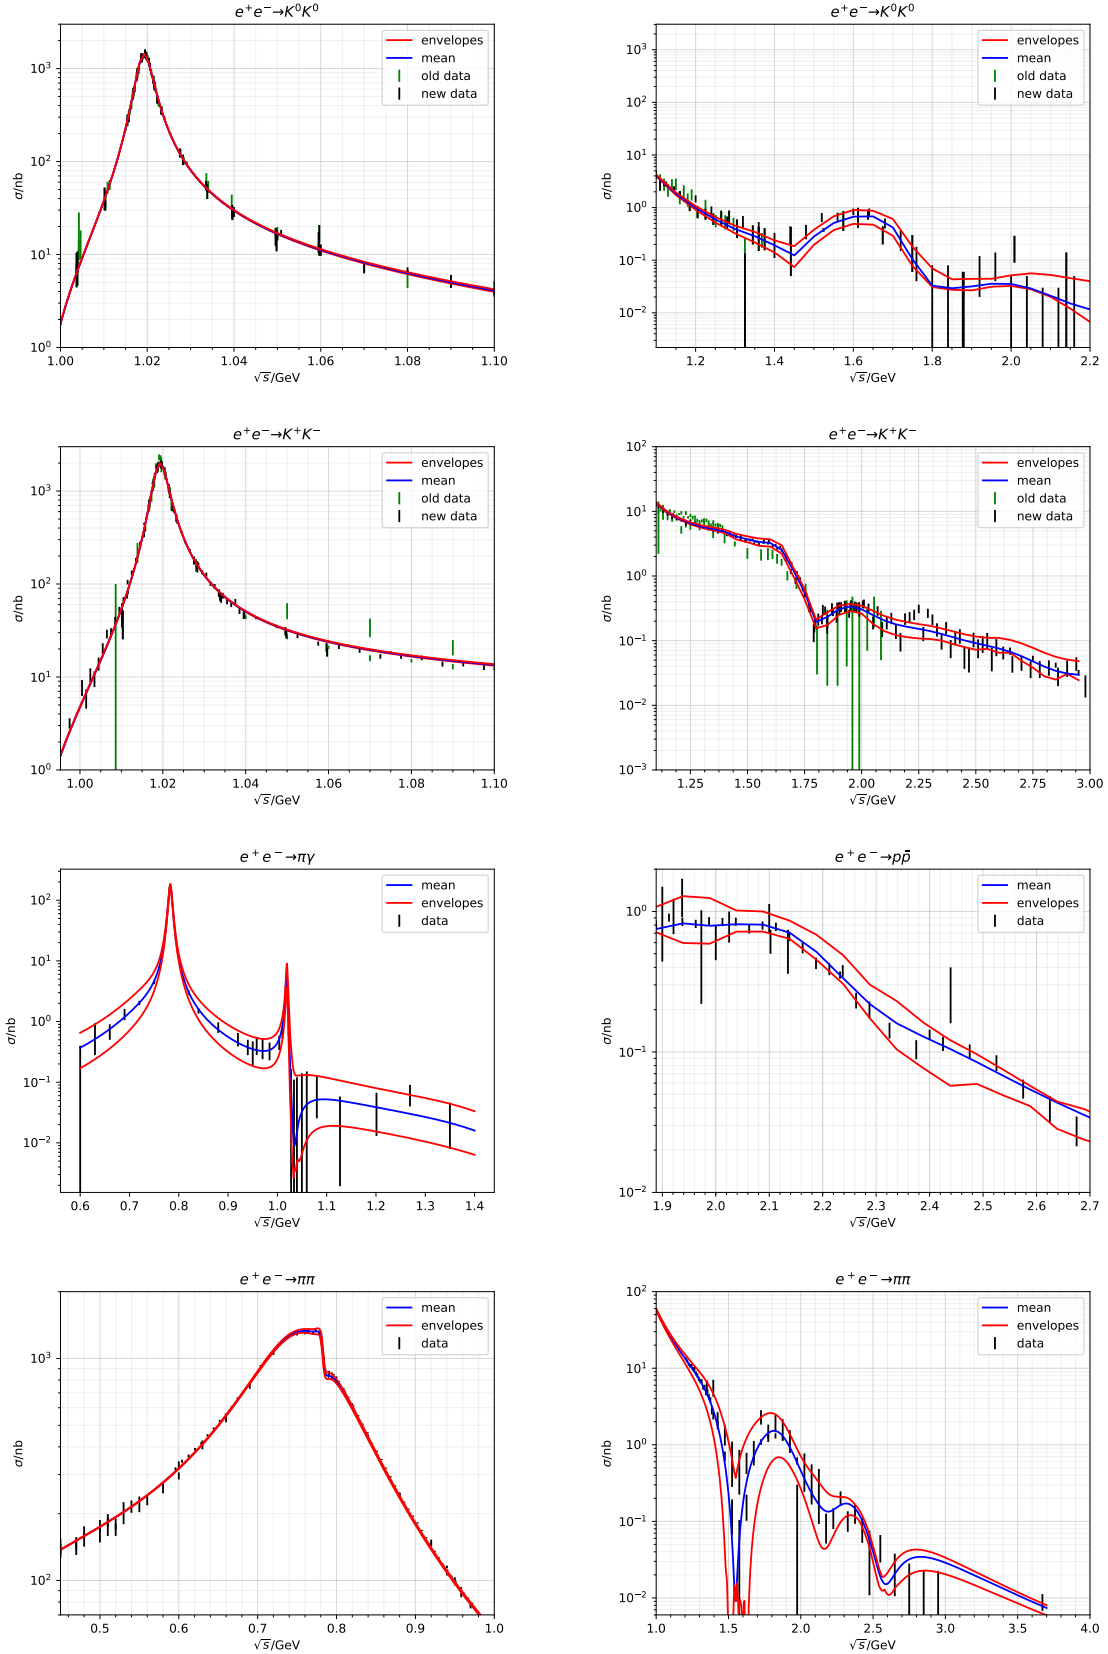 e⁺e⁻→K⁰K⁰
σ/nb
10³
10²
10¹
10⁰
1.00 1.02 1.04 1.06 1.08 1.10
√s/GeV
envelopes
mean
old data
new data
e⁺e⁻→K⁰K⁰
σ/nb
10³
10²
10¹
10⁰
10⁻¹
10⁻²
1.2 1.4 1.6 1.8 2.0 2.2
√s/GeV
envelopes
mean
old data
new data
e⁺e⁻→K⁺K⁻
σ/nb
10³
10²
10¹
10⁰
1.00 1.02 1.04 1.06 1.08 1.10
√s/GeV
envelopes
mean
old data
new data
e⁺e⁻→K⁺K⁻
σ/nb
10²
10¹
10⁰
10⁻¹
10⁻²
10⁻³
1.25 1.50 1.75 2.00 2.25 2.50 2.75 3.00
√s/GeV
envelopes
mean
old data
new data
e⁺e⁻→πγ
σ/nb
10²
10¹
10⁰
10⁻¹
10⁻²
0.6 0.7 0.8 0.9 1.0 1.1 1.2 1.3 1.4
√s/GeV
mean
envelopes
data
e⁺e⁻→pp̄
σ/nb
10⁰
10⁻¹
10⁻²
1.9 2.0 2.1 2.2 2.3 2.4 2.5 2.6 2.7
√s/GeV
mean
envelopes
data
e⁺e⁻→ππ
σ/nb
10³
10²
0.5 0.6 0.7 0.8 0.9 1.0
√s/GeV
mean
envelopes
data
e⁺e⁻→ππ
σ/nb
10²
10¹
10⁰
10⁻¹
10⁻²
1.0 1.5 2.0 2.5 3.0 3.5 4.0
√s/GeV
mean
envelopes
data